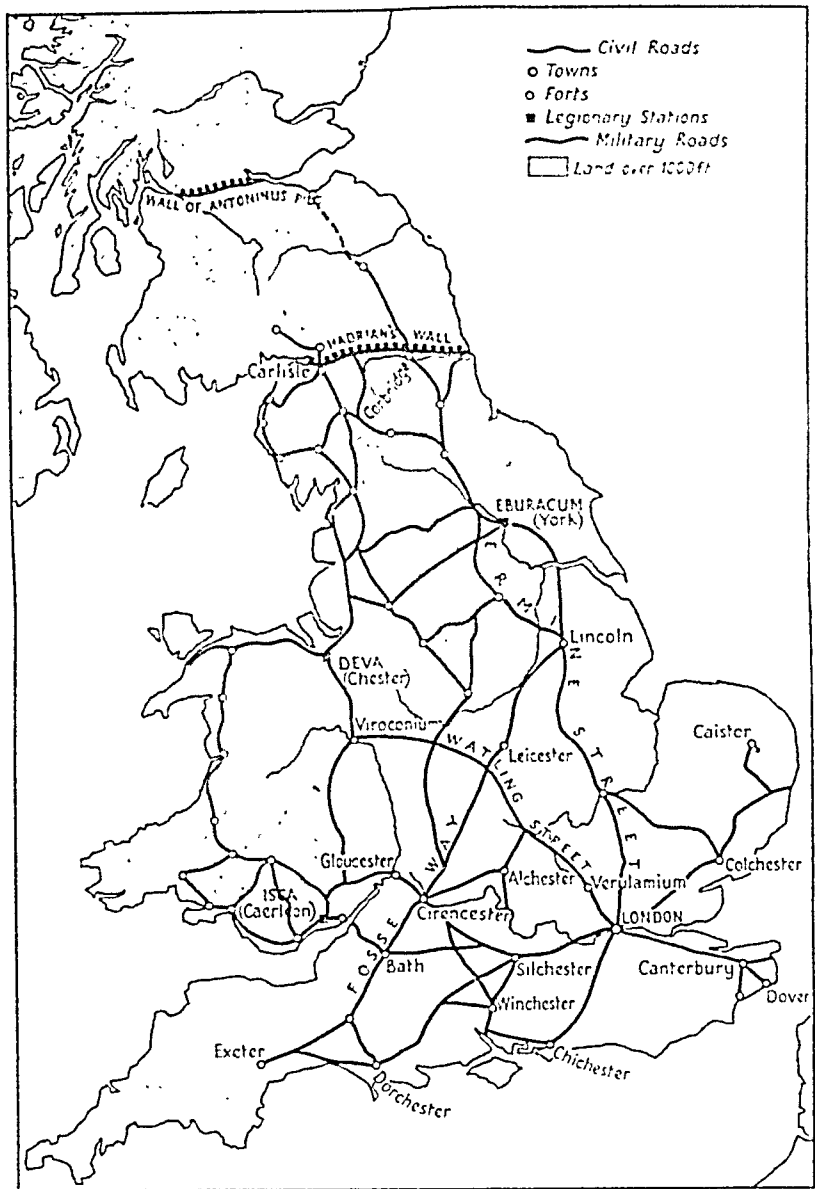 Civil Roads
Towns
Forts
Legionary Stations
Military Roads
Land over 1000ft
WALL OF ANTONINUS
HADRIAN'S WALL
Carlisle
Corbridge
EBURACUM
(York)
ERMINE STREET
Lincoln
DEVA
(Chester)
Viroconium
WATLING STREET
Leicester
Caister
Gloucester
FOSSE WAY
Alchester
Verulamium
Colchester
ISCA
(Caerleon)
Cirencester
LONDON
Bath
Silchester
Canterbury
Winchester
Dover
Exeter
Chichester
Dorchester